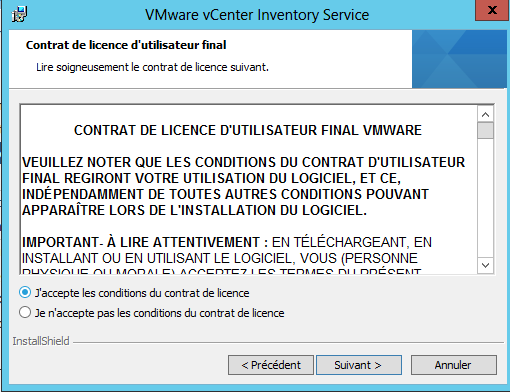 VMware vCenter Inventory Service
Contrat de licence d'utilisateur final
Lire soigneusement le contrat de licence suivant.
CONTRAT DE LICENCE D'UTILISATEUR FINAL VMWARE
VEUILLEZ NOTER QUE LES CONDITIONS DU CONTRAT D'UTILISATEUR
FINAL REGIRONT VOTRE UTILISATION DU LOGICIEL, ET CE,
INDÉPENDAMMENT DE TOUTES AUTRES CONDITIONS POUVANT
APPARAÎTRE LORS DE L'INSTALLATION DU LOGICIEL.
IMPORTANT- À LIRE ATTENTIVEMENT : EN TÉLÉCHARGEANT, EN
INSTALLANT OU EN UTILISANT LE LOGICIEL, VOUS (PERSONNE
PHYSIQUE OU MORALE) ACCEPTEZ LES TERMES DU PRÉSENT
J'accepte les conditions du contrat de licence
Je n'accepte pas les conditions du contrat de licence
InstallShield
< Précédent
Suivant >
Annuler